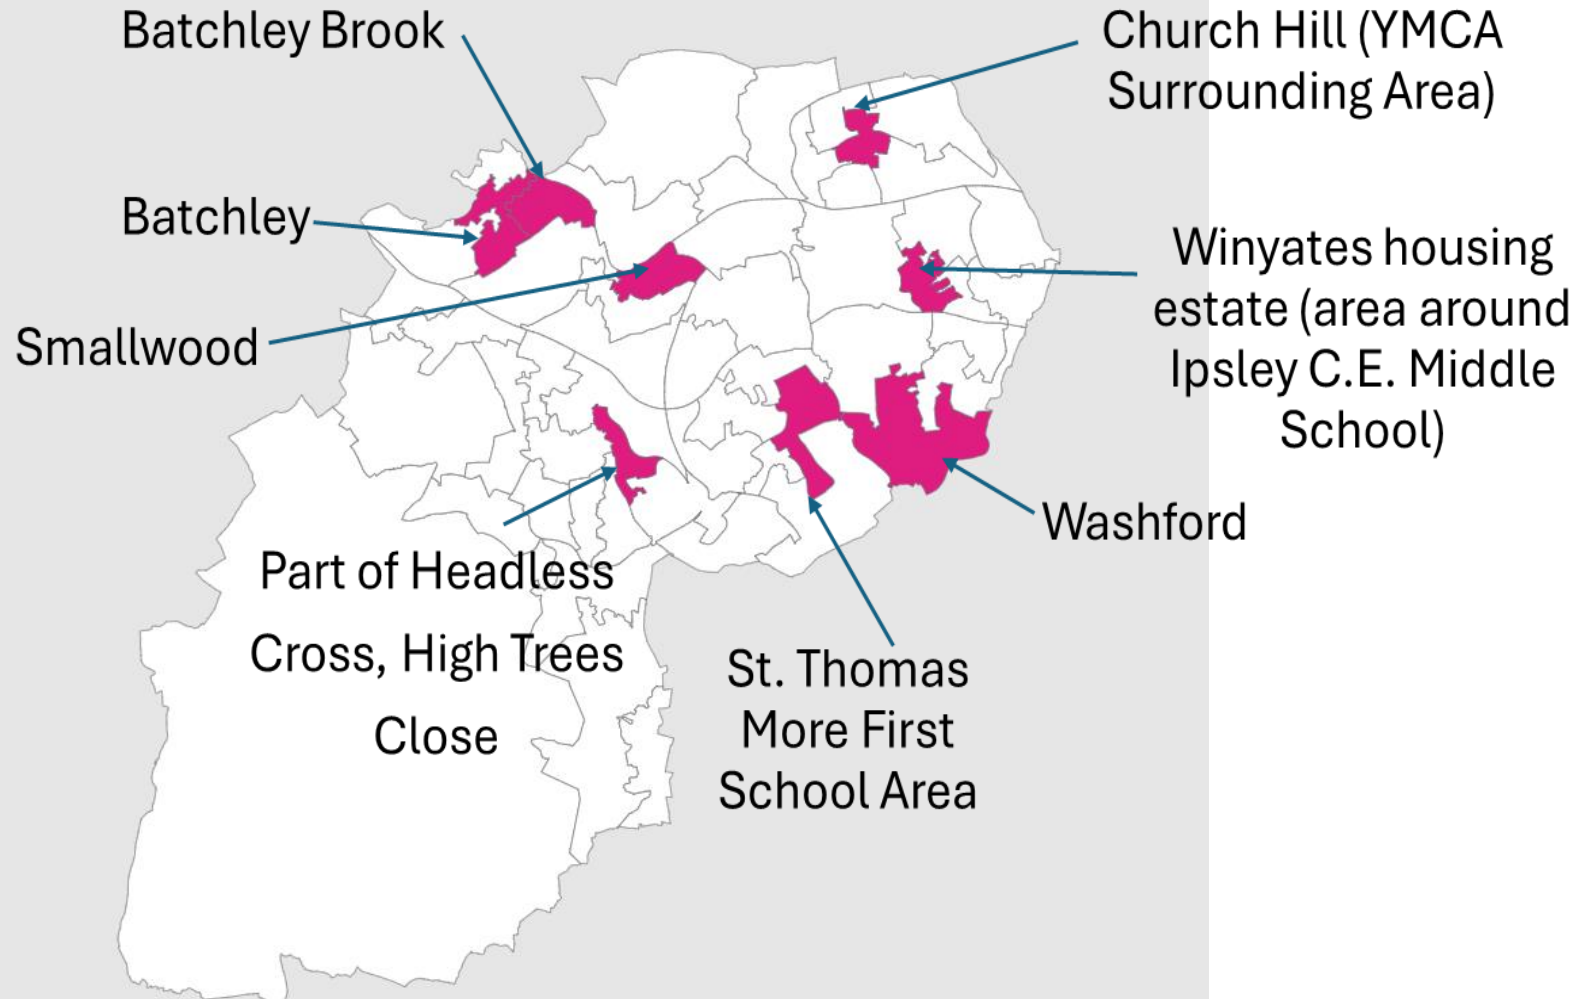 Batchley Brook
Church Hill (YMCA
Surrounding Area)
Batchley
Winyates housing
estate (area around
Ipsley C.E. Middle
School)
Smallwood
Washford
Part of Headless
Cross, High Trees
Close
St. Thomas
More First
School Area